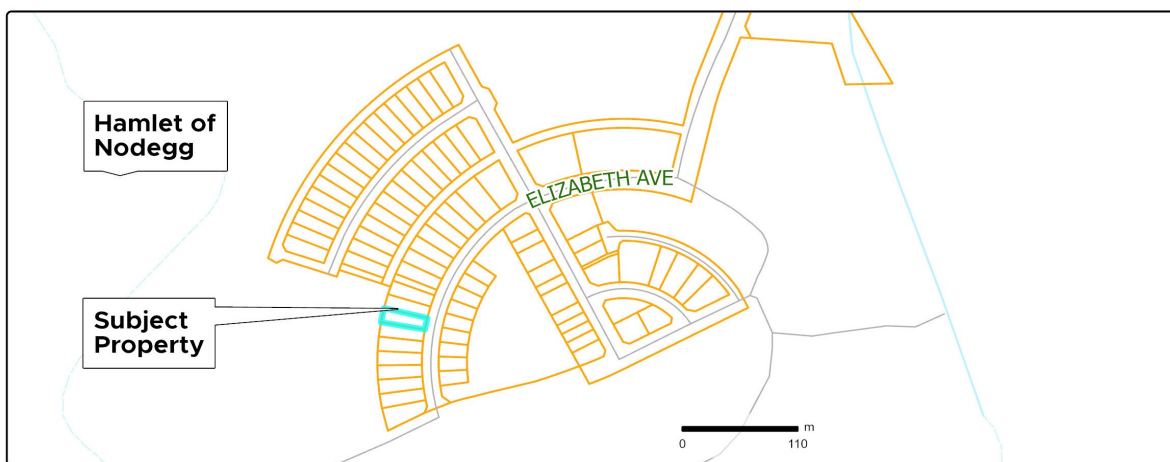 Hamlet of
Nodegg
ELIZABETH AVE
Subject
Property
m
0
110